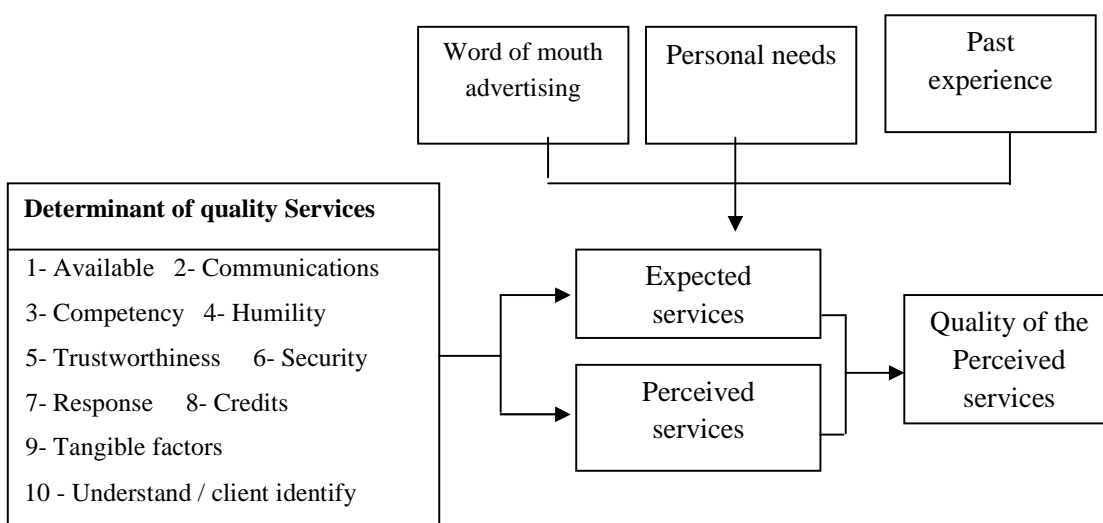 Word of mouth
advertising
Personal needs
Past
experience
Determinant of quality Services
1- Available 2- Communications
3- Competency 4- Humility
5- Trustworthiness 6- Security
7- Response 8- Credits
9- Tangible factors
10 - Understand / client identify
Expected
services
Perceived
services
Quality of the
Perceived
services